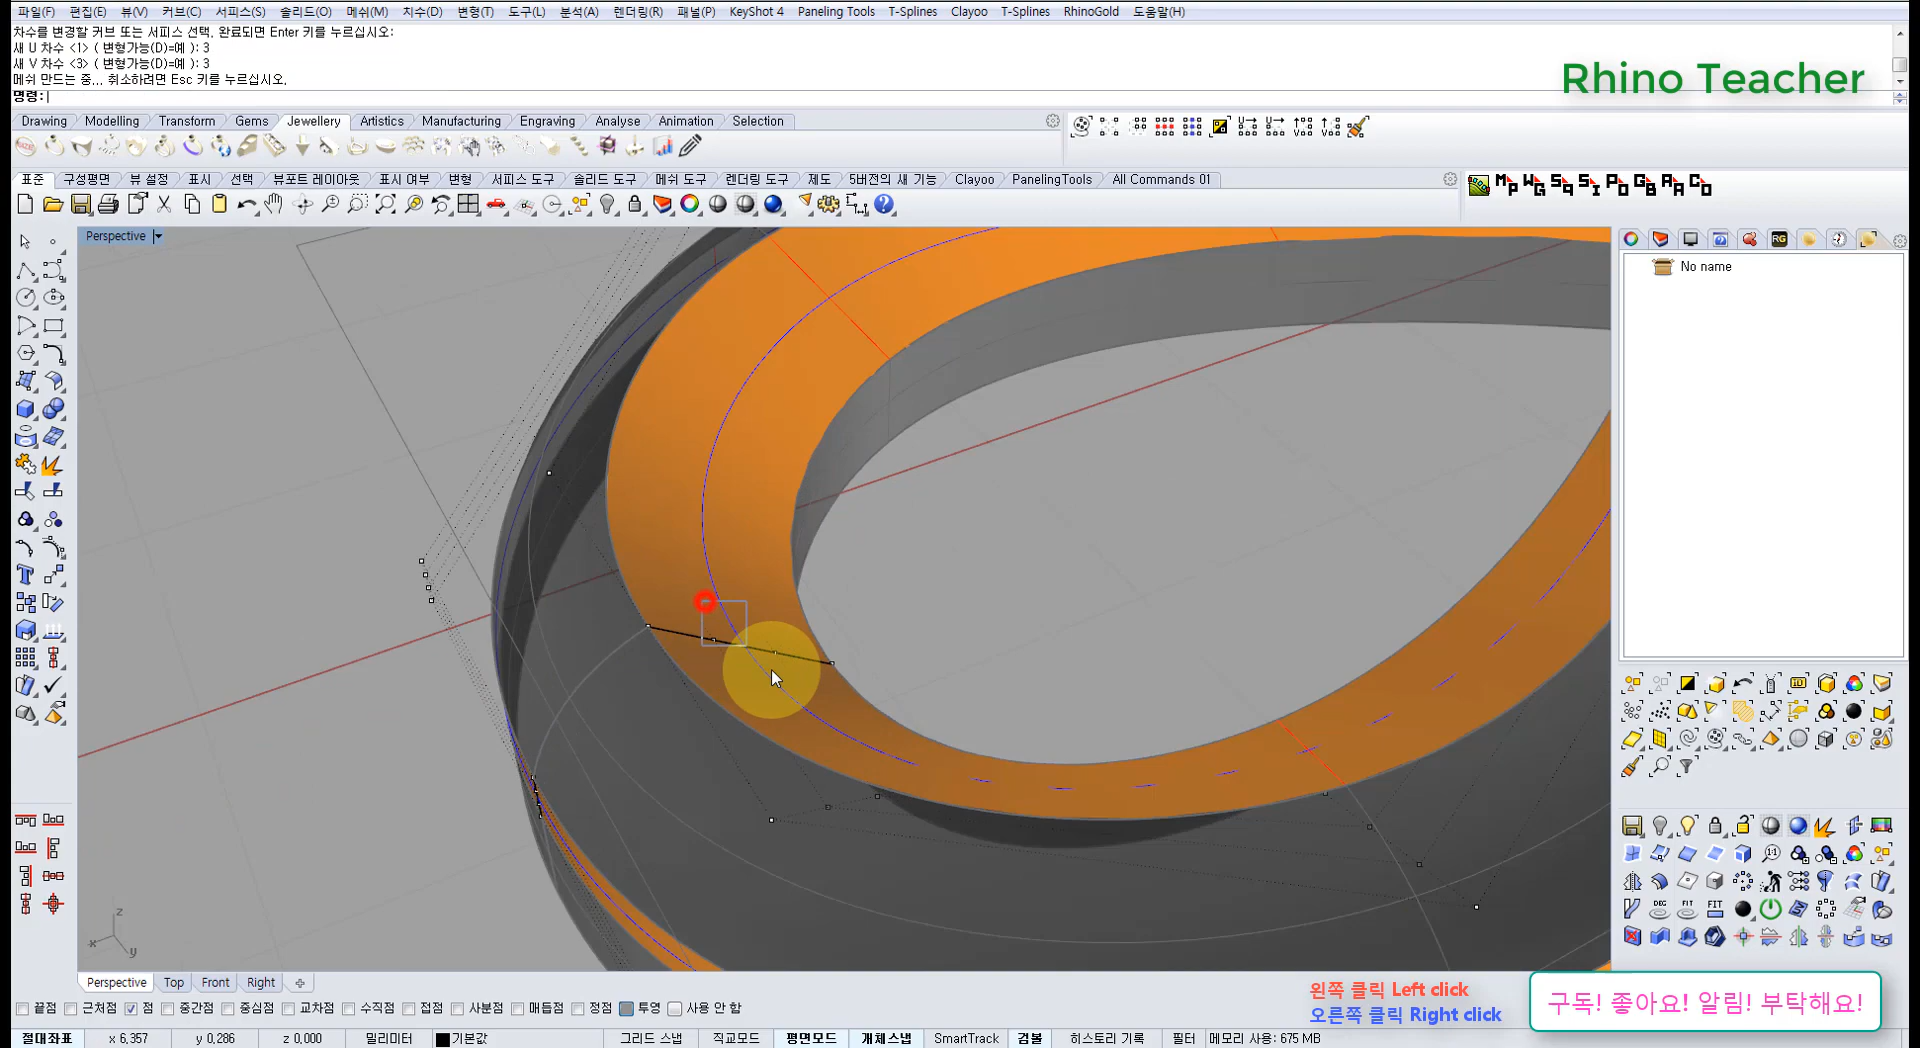 파일(F) 편집(E) 뷰(V) 커브(C) 서피스(S) 솔리드(O) 메쉬(M) 치수(D) 변형(T) 도구(L) 분석(A) 렌더링(R) 패널(P) KeyShot 4 Paneling Tools T-Splines Clayoo T-Splines RhinoGold 도움말(H)
차수를 변경할 커브 또는 서피스 선택, 완료되면 Enter 키를 누르십시오:
새 U 차수 <1> ( 변형가능(D)=예 ): 3
새 V 차수 <3> ( 변형가능(D)=예 ): 3
메쉬 만드는 중... 취소하려면 Esc 키를 누르십시오.
명령:
Rhino Teacher
Drawing Modelling Transform Gems Jewellery Artistics Manufacturing Engraving Analyse Animation Selection
표준 구성평면 뷰 설정 표시 선택 뷰포트 레이아웃 표시 여부 변형 서피스 도구 솔리드 도구 메쉬 도구 렌더링 도구 제도 5버전의 새 기능 Clayoo PanelingTools All Commands 01
Perspective
No name
z
x
y
Perspective Top Front Right
끝점 근처점 점 중간점 중심점 교차점 수직점 접점 사분점 매듭점 정점 투영 사용 안 함
왼쪽 클릭 Left click
오른쪽 클릭 Right click
구독! 좋아요! 알림! 부탁해요!
절대좌표 x 6,357 y 0,286 z 0,000 밀리미터 기본값 그리드 스냅 직교모드 평면모드 개체스냅 SmartTrack 검볼 히스토리 기록 필터 메모리 사용: 675 MB